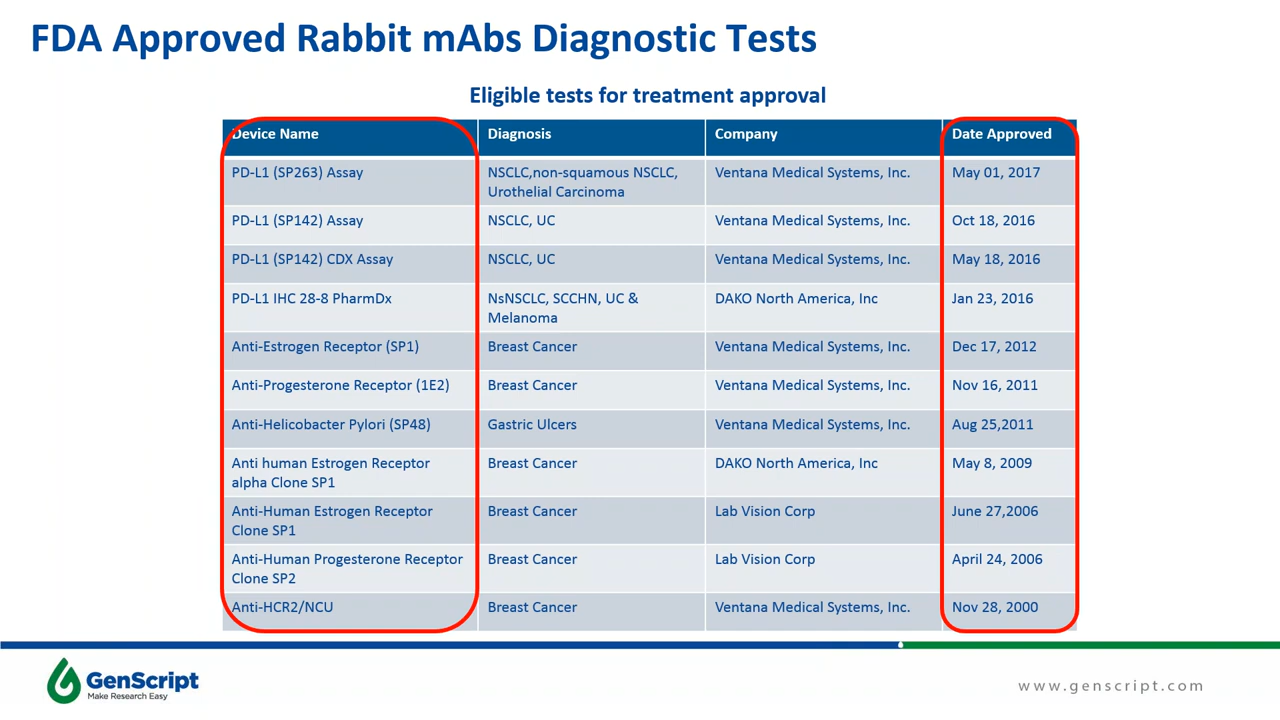 FDA Approved Rabbit mAbs Diagnostic Tests
Eligible tests for treatment approval
Device Name Diagnosis Company Date Approved
PD-L1 (SP263) Assay NSCLC,non-squamous NSCLC, Ventana Medical Systems, Inc. May 01, 2017
Urothelial Carcinoma
PD-L1 (SP142) Assay NSCLC, UC Ventana Medical Systems, Inc. Oct 18, 2016
PD-L1 (SP142) CDX Assay NSCLC, UC Ventana Medical Systems, Inc. May 18, 2016
PD-L1 IHC 28-8 PharmDx NsNSCLC, SCCHN, UC & DAKO North America, Inc Jan 23, 2016
Melanoma
Anti-Estrogen Receptor (SP1) Breast Cancer Ventana Medical Systems, Inc. Dec 17, 2012
Anti-Progesterone Receptor (1E2) Breast Cancer Ventana Medical Systems, Inc. Nov 16, 2011
Anti-Helicobacter Pylori (SP48) Gastric Ulcers Ventana Medical Systems, Inc. Aug 25,2011
Anti human Estrogen Receptor Breast Cancer DAKO North America, Inc May 8, 2009
alpha Clone SP1
Anti-Human Estrogen Receptor Breast Cancer Lab Vision Corp June 27,2006
Clone SP1
Anti-Human Progesterone Receptor Breast Cancer Lab Vision Corp April 24, 2006
Clone SP2
Anti-HCR2/NCU Breast Cancer Ventana Medical Systems, Inc. Nov 28, 2000
GenScript
Make Research Easy
www.genscript.com